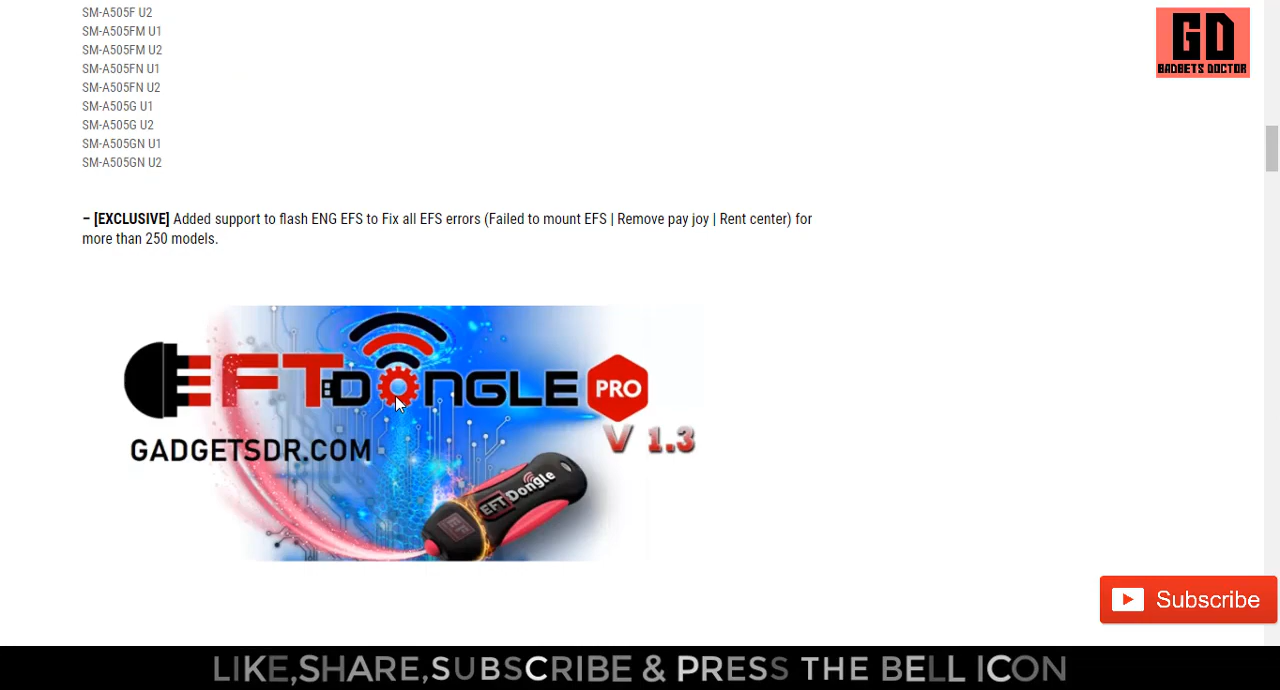 SM-A505F U2
SM-A505FM U1
SM-A505FM U2
SM-A505FN U1
SM-A505FN U2
SM-A505G U1
SM-A505G U2
SM-A505GN U1
SM-A505GN U2
GD
GADGETS DOCTOR
– [EXCLUSIVE] Added support to flash ENG EFS to Fix all EFS errors (Failed to mount EFS | Remove pay joy | Rent center) for
more than 250 models.
EFT DONGLE PRO
V 1.3
GADGETSDR.COM
EFT Dongle
Subscribe
LIKE,SHARE,SUBSCRIBE & PRESS THE BELL ICON